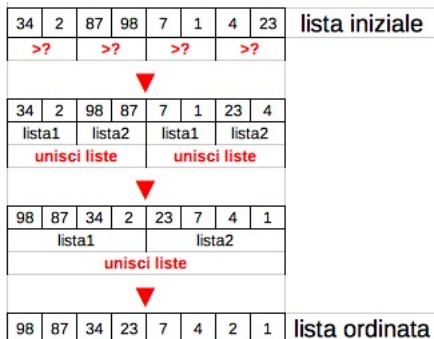 34 2 87 98 7 1 4 23 lista iniziale
>? >? >? >?
34 2 98 87 7 1 23 4
lista1 lista2 lista1 lista2
unisci liste unisci liste
98 87 34 2 23 7 4 1
lista1 lista2
unisci liste
98 87 34 23 7 4 2 1 lista ordinata